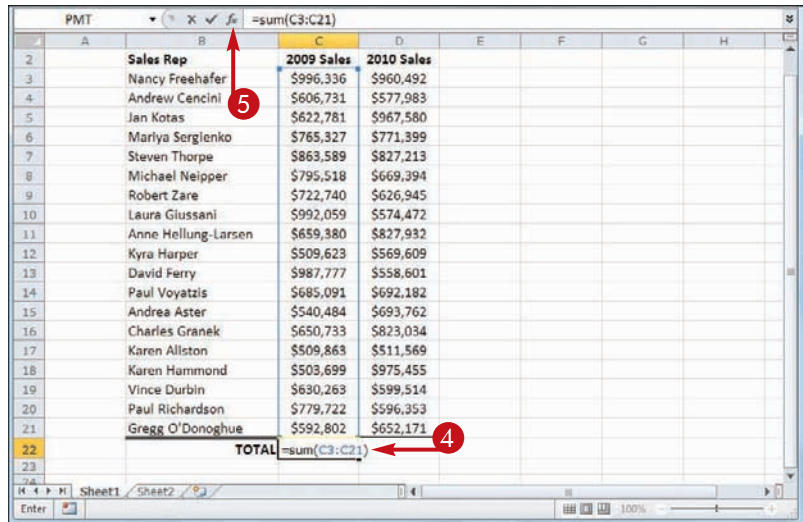 PMT fx =sum(C3:C21)
A B C D E F G H
2 Sales Rep 2009 Sales 2010 Sales
3 Nancy Freehafer $996,336 $960,492
4 Andrew Cencini $606,731 $577,983
5
5 Jan Kotas $622,781 $967,580
6 Mariya Sergienko $765,327 $771,399
7 Steven Thorpe $863,589 $827,213
8 Michael Neipper $795,518 $669,394
9 Robert Zare $722,740 $626,945
10 Laura Giussani $992,059 $574,472
11 Anne Hellung-Larsen $659,380 $827,932
12 Kyra Harper $509,623 $569,609
13 David Ferry $987,777 $558,601
14 Paul Voyatzis $685,091 $692,182
15 Andrea Aster $540,484 $693,762
16 Charles Granek $650,733 $823,034
17 Karen Aliston $509,863 $511,569
18 Karen Hammond $503,699 $975,455
19 Vince Durbin $630,263 $599,514
20 Paul Richardson $779,722 $596,353
21 Gregg O'Donoghue $592,802 $652,171
4
22 TOTAL =sum(C3:C21)
23
24
Sheet1 Sheet2
Enter 100%